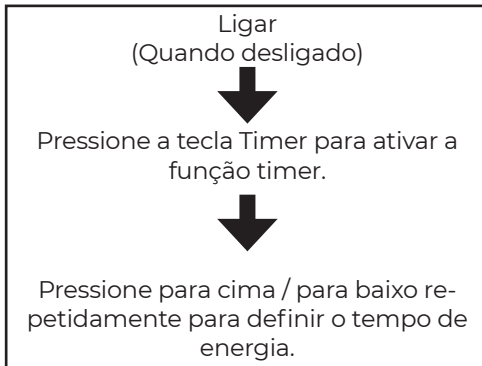 Ligar
(Quando desligado)
Pressione a tecla Timer para ativar a
função timer.
Pressione para cima / para baixo re-
petidamente para definir o tempo de
energia.